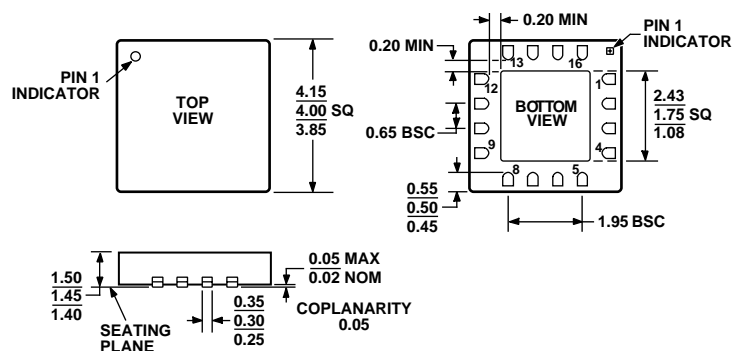 PIN 1
INDICATOR
TOP
VIEW
4.15
4.00 SQ
3.85
0.20 MIN
0.20 MIN
PIN 1
INDICATOR
13
16
12
1
BOTTOM
VIEW
0.65 BSC
2.43
1.75 SQ
1.08
9
4
8
5
0.55
0.50
0.45
1.95 BSC
1.50
1.45
1.40
SEATING
PLANE
0.35
0.30
0.25
0.05 MAX
0.02 NOM
COPLANARITY
0.05